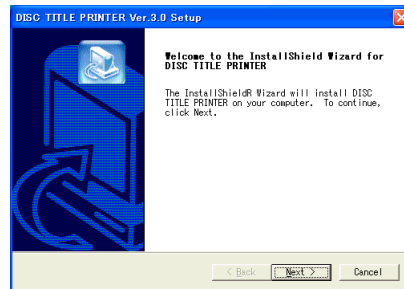 DISC TITLE PRINTER Ver.3.0 Setup
Welcome to the InstallShield Wizard for
DISC TITLE PRINTER
The InstallShieldR Wizard will install DISC
TITLE PRINTER on your computer.  To continue,
click Next.
< Back
Next >
Cancel